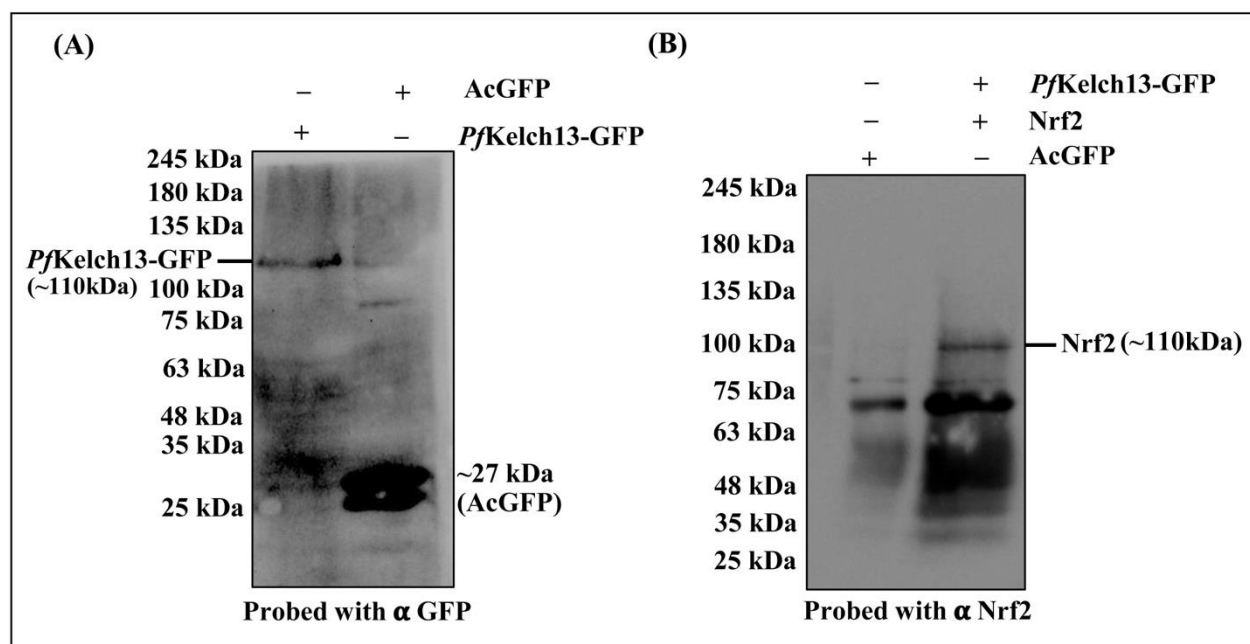 (A)
− + AcGFP
+ − PfKelch13-GFP
245 kDa
180 kDa
135 kDa
PfKelch13-GFP
(~110kDa)
100 kDa
75 kDa
63 kDa
48 kDa
35 kDa
25 kDa
~27 kDa
(AcGFP)
Probed with α GFP
(B)
− + PfKelch13-GFP
− + Nrf2
+ − AcGFP
245 kDa
180 kDa
135 kDa
100 kDa
75 kDa
63 kDa
48 kDa
35 kDa
25 kDa
Nrf2 (~110kDa)
Probed with α Nrf2